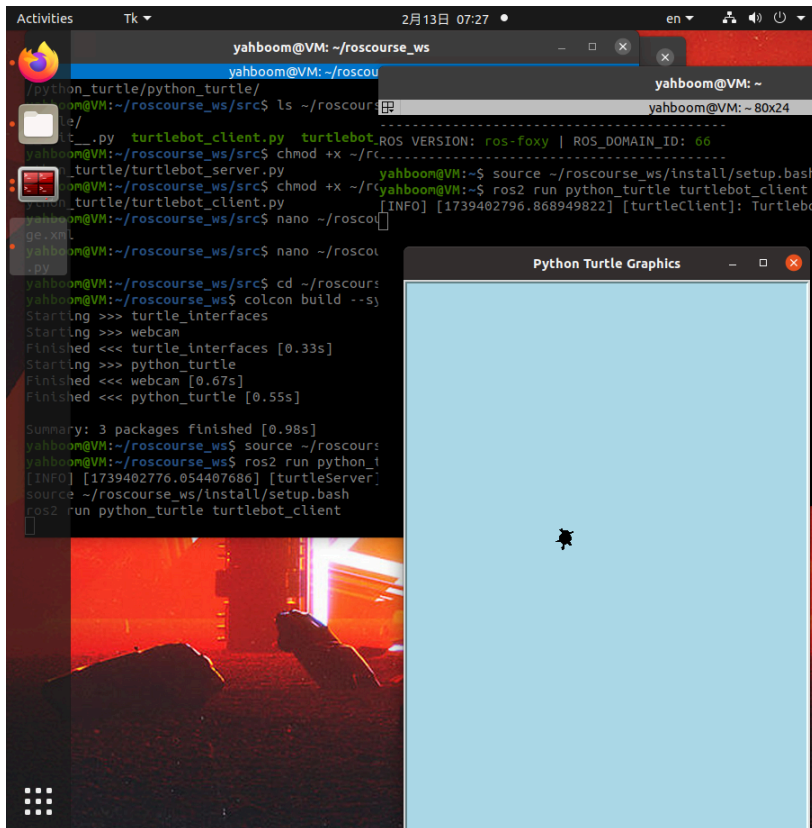 Activities Tk 2月13日 07:27 en
yahboom@VM: ~/roscourse_ws
yahboom@VM: ~/roscou
/python_turtle/python_turtle/
yahboom@VM:~/roscourse_ws/src$ ls ~/roscours
le/
it__.py turtlebot_client.py turtlebot_
yahboom@VM:~/roscourse_ws/src$ chmod +x ~/ro
python_turtle/turtlebot_server.py
yahboom@VM:~/roscourse_ws/src$ chmod +x ~/ro
python_turtle/turtlebot_client.py
yahboom@VM:~/roscourse_ws/src$ nano ~/roscou
ge.xml
yahboom@VM:~/roscourse_ws/src$ nano ~/roscou
.py
yahboom@VM:~/roscourse_ws/src$ cd ~/roscours
yahboom@VM:~/roscourse_ws$ colcon build --sy
Starting >>> turtle_interfaces
Starting >>> webcam
Finished <<< turtle_interfaces [0.33s]
Starting >>> python_turtle
Finished <<< webcam [0.67s]
Finished <<< python_turtle [0.55s]
Summary: 3 packages finished [0.98s]
yahboom@VM:~/roscourse_ws$ source ~/roscours
yahboom@VM:~/roscourse_ws$ ros2 run python_t
[INFO] [1739402776.054407686] [turtleServer]
source ~/roscourse_ws/install/setup.bash
ros2 run python_turtle turtlebot_client
yahboom@VM: ~
yahboom@VM: ~ 80x24
------------------------------------------
ROS VERSION: ros-foxy | ROS_DOMAIN_ID: 66
------------------------------------------
yahboom@VM:~$ source ~/roscourse_ws/install/setup.bash
yahboom@VM:~$ ros2 run python_turtle turtlebot_client
[INFO] [1739402796.868949822] [turtleClient]: Turtlebo
Python Turtle Graphics